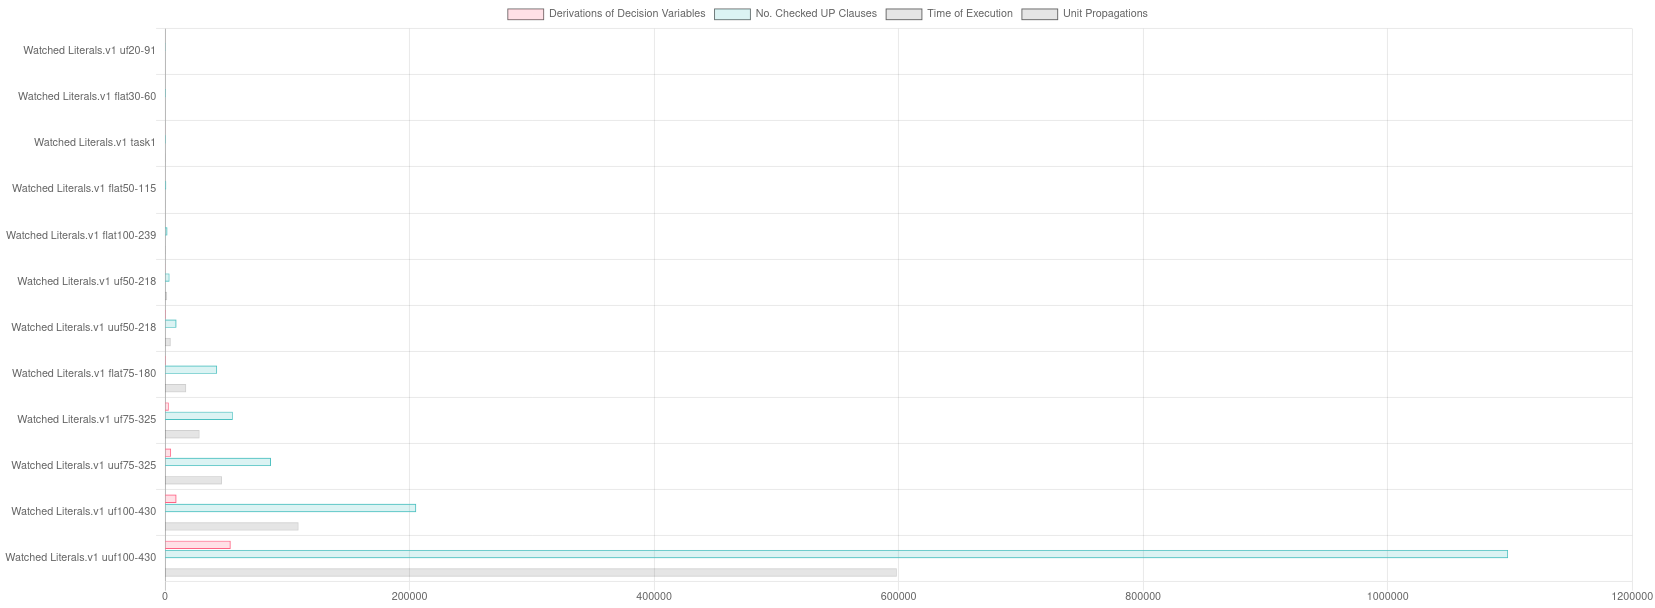 Derivations of Decision Variables No. Checked UP Clauses Time of Execution Unit Propagations
Watched Literals.v1 uf20-91
Watched Literals.v1 flat30-60
Watched Literals.v1 task1
Watched Literals.v1 flat50-115
Watched Literals.v1 flat100-239
Watched Literals.v1 uf50-218
Watched Literals.v1 uuf50-218
Watched Literals.v1 flat75-180
Watched Literals.v1 uf75-325
Watched Literals.v1 uuf75-325
Watched Literals.v1 uf100-430
Watched Literals.v1 uuf100-430
0 200000 400000 600000 800000 1000000 1200000